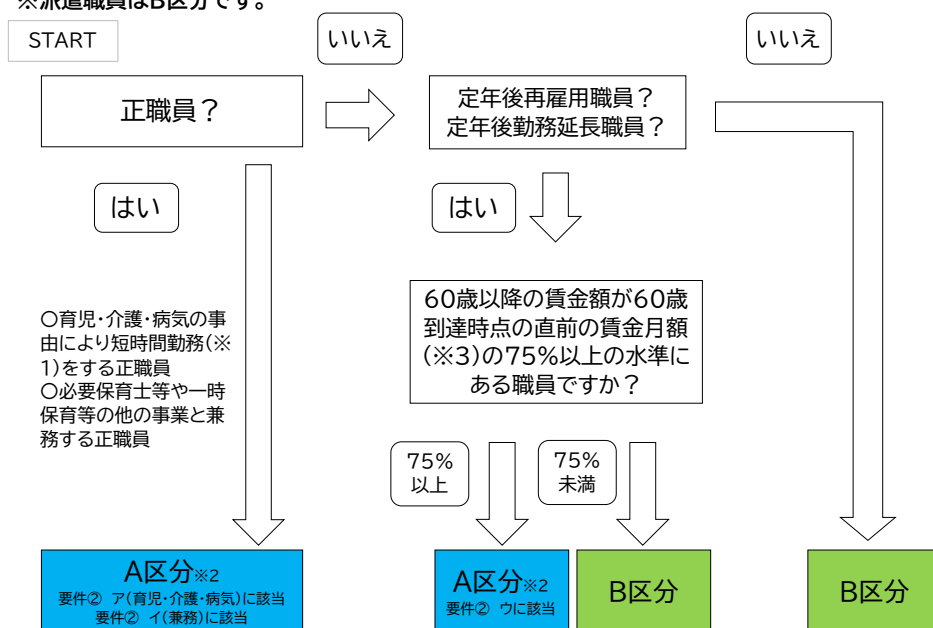 ※派遣職員はB区分です。
START
いいえ
いいえ
正職員？
定年後再雇用職員？
定年後勤務延長職員？
はい
はい
○育児・介護・病気の事
由により短時間勤務(※
1)をする正職員
○必要保育士等や一時
保育等の他の事業と兼
務する正職員
60歳以降の賃金額が60歳
到達時点の直前の賃金月額
(※3)の75%以上の水準に
ある職員ですか？
75%
以上
75%
未満
A区分※2
要件② ア(育児・介護・病気)に該当
要件② イ(兼務)に該当
A区分※2
要件② ウに該当
B区分
B区分